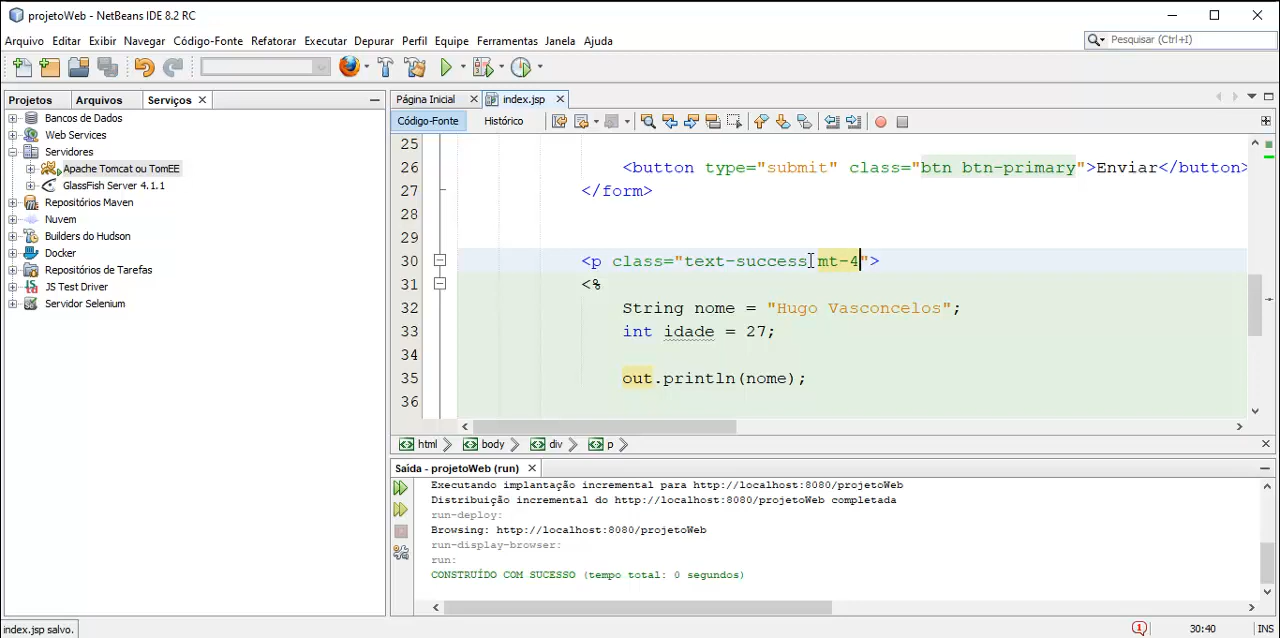 projetoWeb - NetBeans IDE 8.2 RC
Arquivo Editar Exibir Navegar Código-Fonte Refatorar Executar Depurar Perfil Equipe Ferramentas Janela Ajuda
Pesquisar (Ctrl+I)
Projetos Arquivos Serviços
Bancos de Dados
Web Services
Servidores
Apache Tomcat ou TomEE
GlassFish Server 4.1.1
Repositórios Maven
Nuvem
Builders do Hudson
Docker
Repositórios de Tarefas
JS Test Driver
Servidor Selenium
Página Inicial index.jsp
Código-Fonte Histórico
25
26 <button type="submit" class="btn btn-primary">Enviar</button>
27 </form>
28
29
30 <p class="text-success mt-4">
31 <%
32 String nome = "Hugo Vasconcelos";
33 int idade = 27;
34
35 out.println(nome);
36
html body div p
Saída - projetoWeb (run)
Executando implantação incremental para http://localhost:8080/projetoWeb
Distribuição incremental do http://localhost:8080/projetoWeb completada
run-deploy:
Browsing: http://localhost:8080/projetoWeb
run-display-browser:
run:
CONSTRUÍDO COM SUCESSO (tempo total: 0 segundos)
index.jsp salvo.
1
30:40
INS